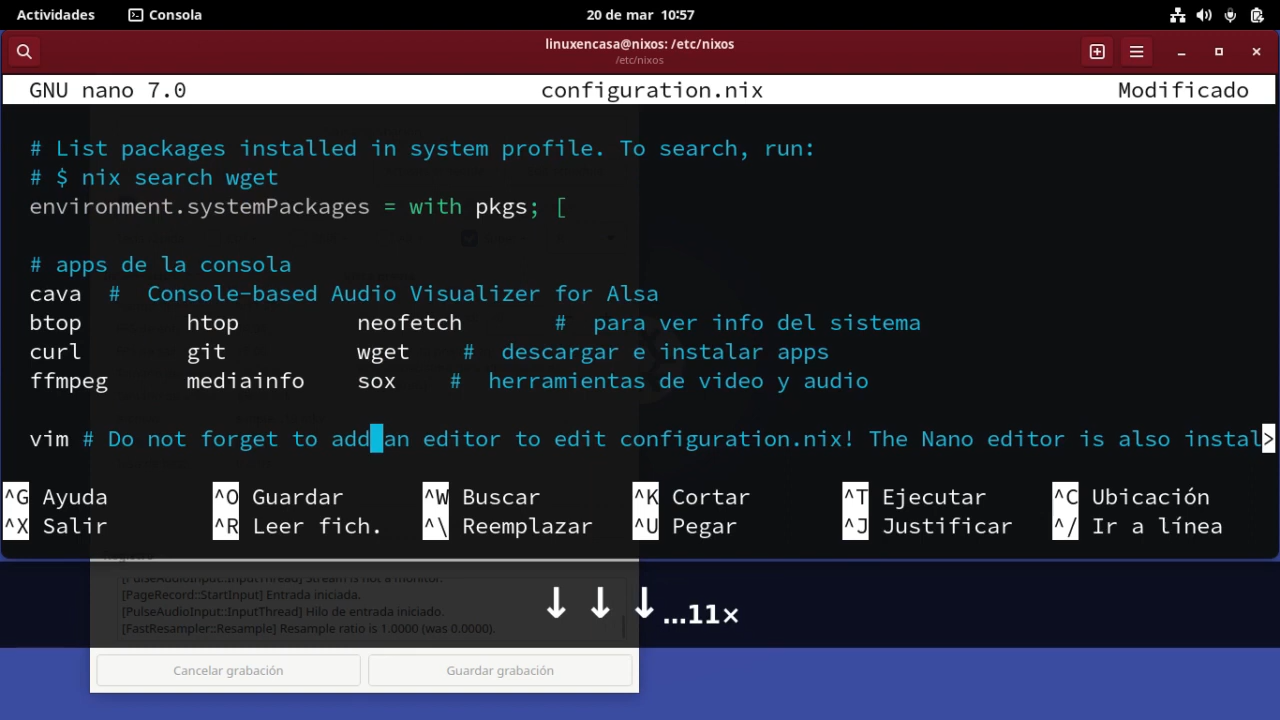 Actividades Consola 20 de mar 10:57
linuxencasa@nixos: /etc/nixos
/etc/nixos
GNU nano 7.0 configuration.nix Modificado
# List packages installed in system profile. To search, run:
# $ nix search wget
environment.systemPackages = with pkgs; [
# apps de la consola
cava # Console-based Audio Visualizer for Alsa
btop htop neofetch # para ver info del sistema
curl git wget # descargar e instalar apps
ffmpeg mediainfo sox # herramientas de video y audio
vim # Do not forget to add an editor to edit configuration.nix! The Nano editor is also instal>
^G Ayuda ^O Guardar ^W Buscar ^K Cortar ^T Ejecutar ^C Ubicación
^X Salir ^R Leer fich. ^\ Reemplazar ^U Pegar ^J Justificar ^/ Ir a línea
[PulseAudioInput::InputThread] Stream is not a monitor.
[PageRecord::StartInput] Entrada iniciada.
[PulseAudioInput::InputThread] Hilo de entrada iniciado.
[FastResampler::Resample] Resample ratio is 1.0000 (was 0.0000).
↓ ↓ ↓ ...11×
Cancelar grabación Guardar grabación